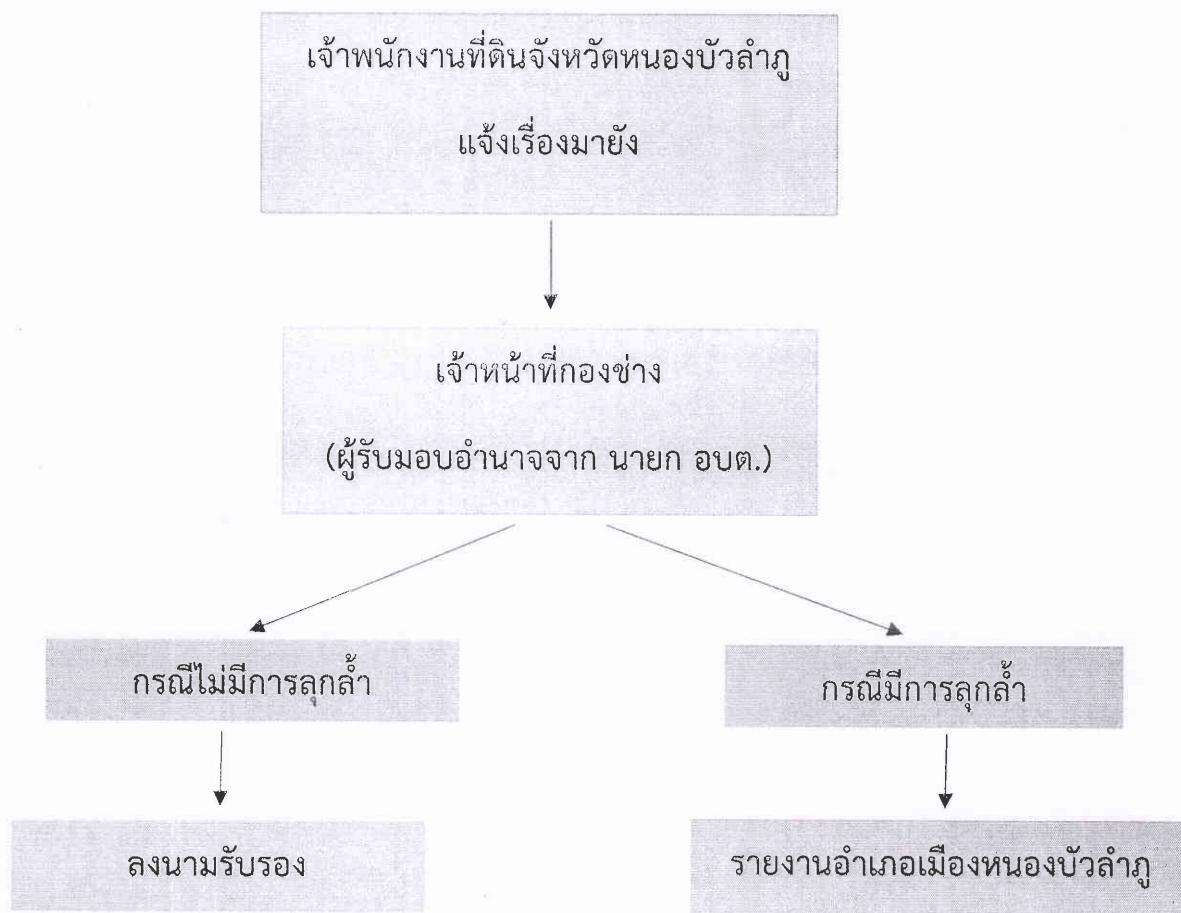 เจ้าพนักงานที่ดินจังหวัดหนองบัวลำภู
แจ้งเรื่องมายัง
เจ้าหน้าที่กองช่าง
(ผู้รับมอบอำนาจจาก นายก อบต.)
กรณีไม่มีการลุกล้ำ
กรณีมีการลุกล้ำ
ลงนามรับรอง
รายงานอำเภอเมืองหนองบัวลำภู